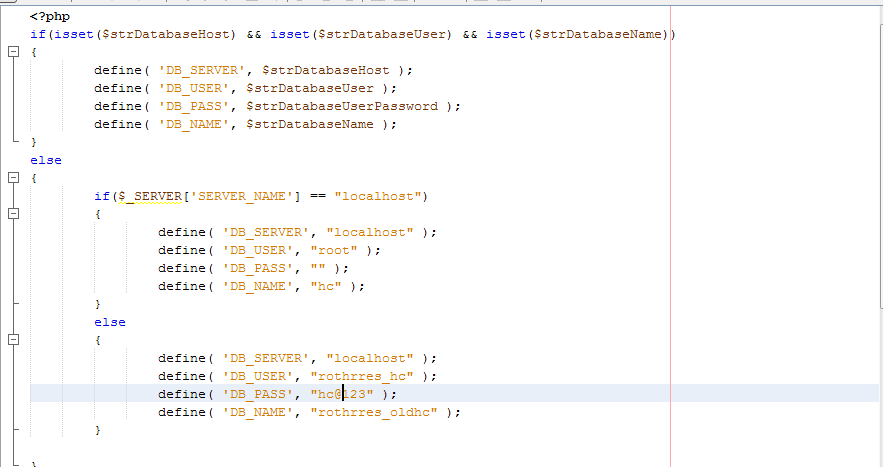 <?php
if(isset($strDatabaseHost) && isset($strDatabaseUser) && isset($strDatabaseName))
{
define( 'DB_SERVER', $strDatabaseHost );
define( 'DB_USER', $strDatabaseUser );
define( 'DB_PASS', $strDatabaseUserPassword );
define( 'DB_NAME', $strDatabaseName );
}
else
{
if($_SERVER['SERVER_NAME'] == "localhost")
{
define( 'DB_SERVER', "localhost" );
define( 'DB_USER', "root" );
define( 'DB_PASS', "" );
define( 'DB_NAME', "hc" );
}
else
{
define( 'DB_SERVER', "localhost" );
define( 'DB_USER', "rothrres_hc" );
define( 'DB_PASS', "hc@123" );
define( 'DB_NAME', "rothrres_oldhc" );
}
}